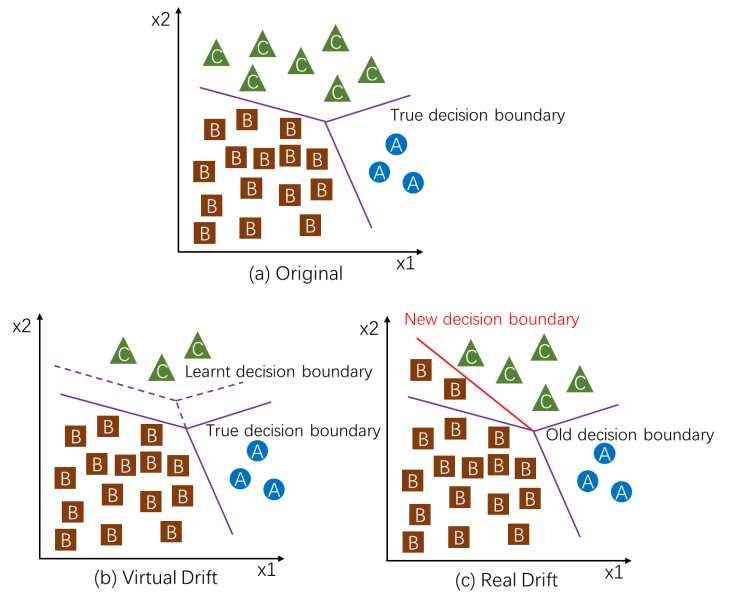 x2
C C C C C C C
True decision boundary
B B B
A
B B B B B
A A
B B B B
B B B
x1
(a) Original
x2
C C C
Learnt decision boundary
True decision boundary
B B B
A
B B B B B
A A
B B B
B B B B
x1
(b) Virtual Drift
x2
New decision boundary
C C C C C
B B
Old decision boundary
B B B
A
B B B B B
A A
B B B
B B B B
x1
(c) Real Drift